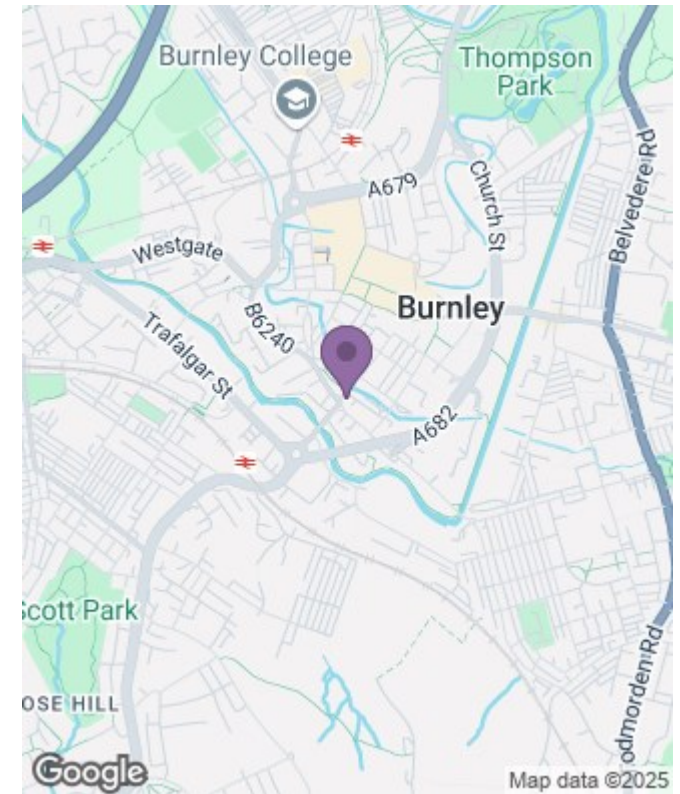 Burnley College
Thompson
Park
A679
Church St
Belvedere Rd
Westgate
Burnley
B6240
Trafalgar St
A682
Scott Park
OSE HILL
odmorden Rd
Google
Map data ©2025